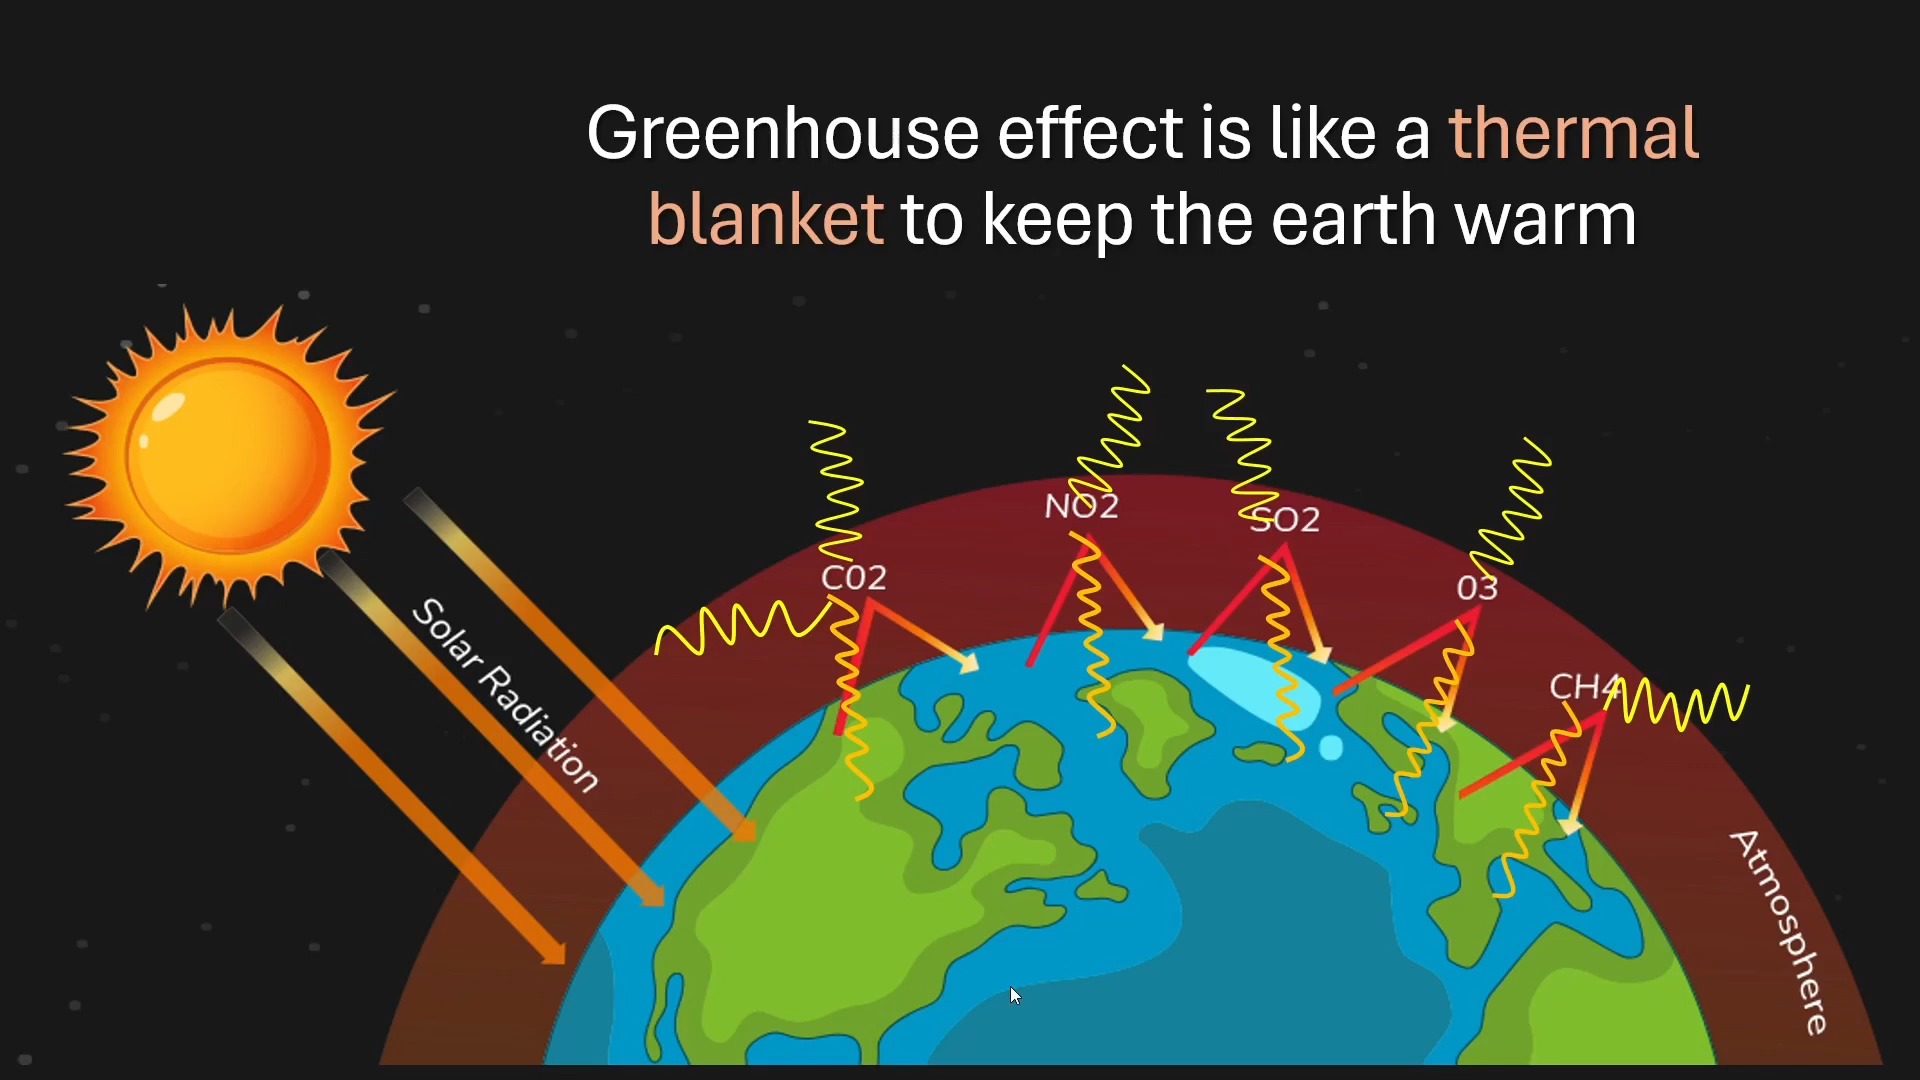 Greenhouse effect is like a thermal
blanket to keep the earth warm
NO2
SO2
C02
03
CH4
Solar Radiation
Atmosphere